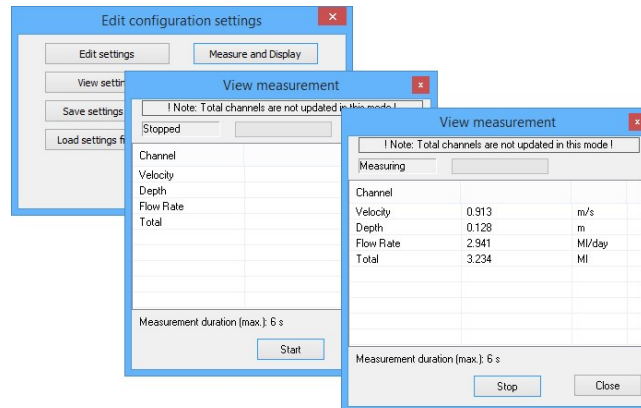 Edit configuration settings
x
Edit settings
Measure and Display
View
Save settings
Load settings
View measurement
x
! Note: Total channels are not updated in this mode !
Stopped
Channel
Velocity
Depth
Flow Rate
Total
Measurement duration (max.): 6 s
Start
View measurement
x
! Note: Total channels are not updated in this mode !
Measuring
Channel
Velocity 0.913 m/s
Depth 0.128 m
Flow Rate 2.941 Ml/day
Total 3.234 Ml
Measurement duration (max.): 6 s
Stop
Close